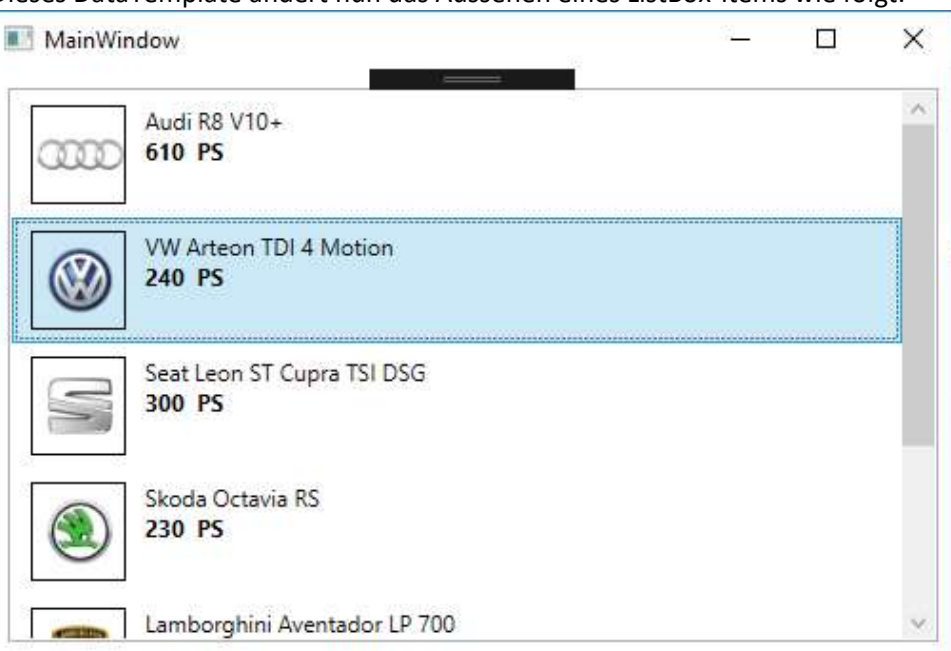 Dieses DataTemplate ändert nun das Aussehen eines ListBox-Items wie folgt:
MainWindow
Audi R8 V10+
610 PS
VW Arteon TDI 4 Motion
240 PS
Seat Leon ST Cupra TSI DSG
300 PS
Skoda Octavia RS
230 PS
Lamborghini Aventador LP 700